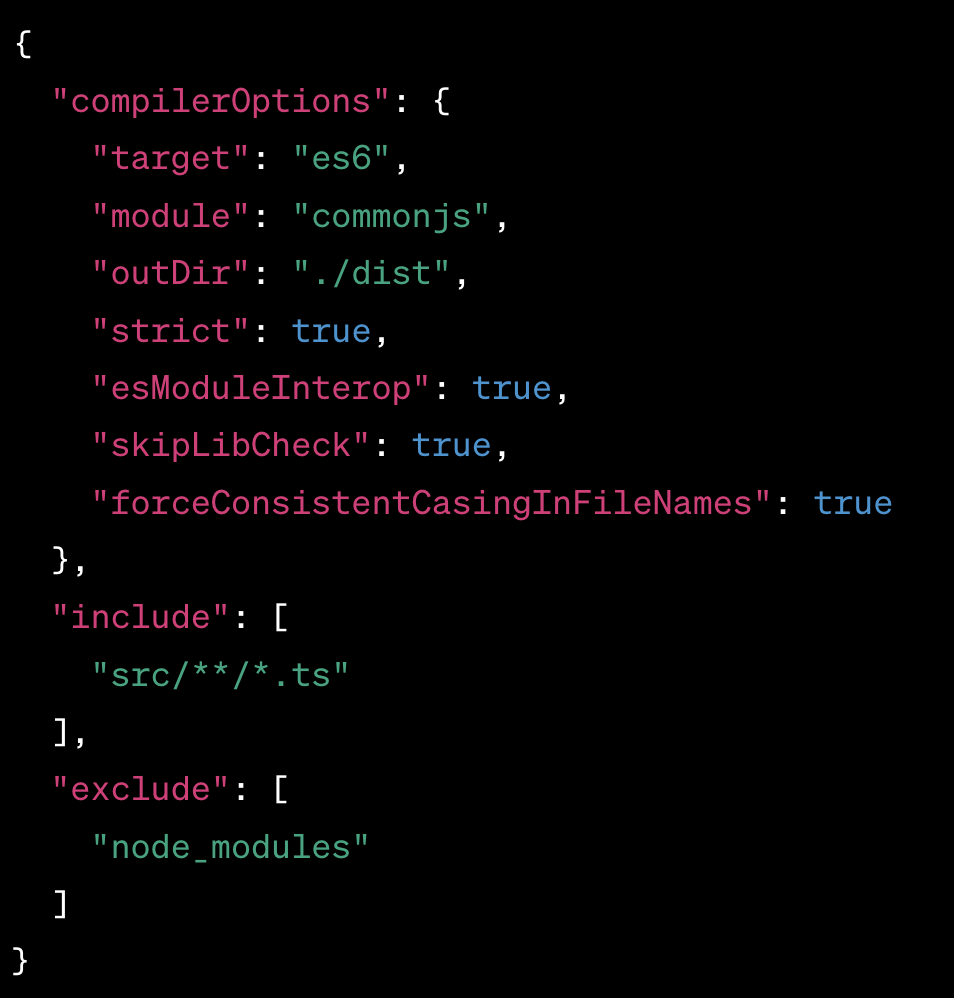 {
  "compilerOptions": {
    "target": "es6",
    "module": "commonjs",
    "outDir": "./dist",
    "strict": true,
    "esModuleInterop": true,
    "skipLibCheck": true,
    "forceConsistentCasingInFileNames": true
  },
  "include": [
    "src/**/*.ts"
  ],
  "exclude": [
    "node_modules"
  ]
}